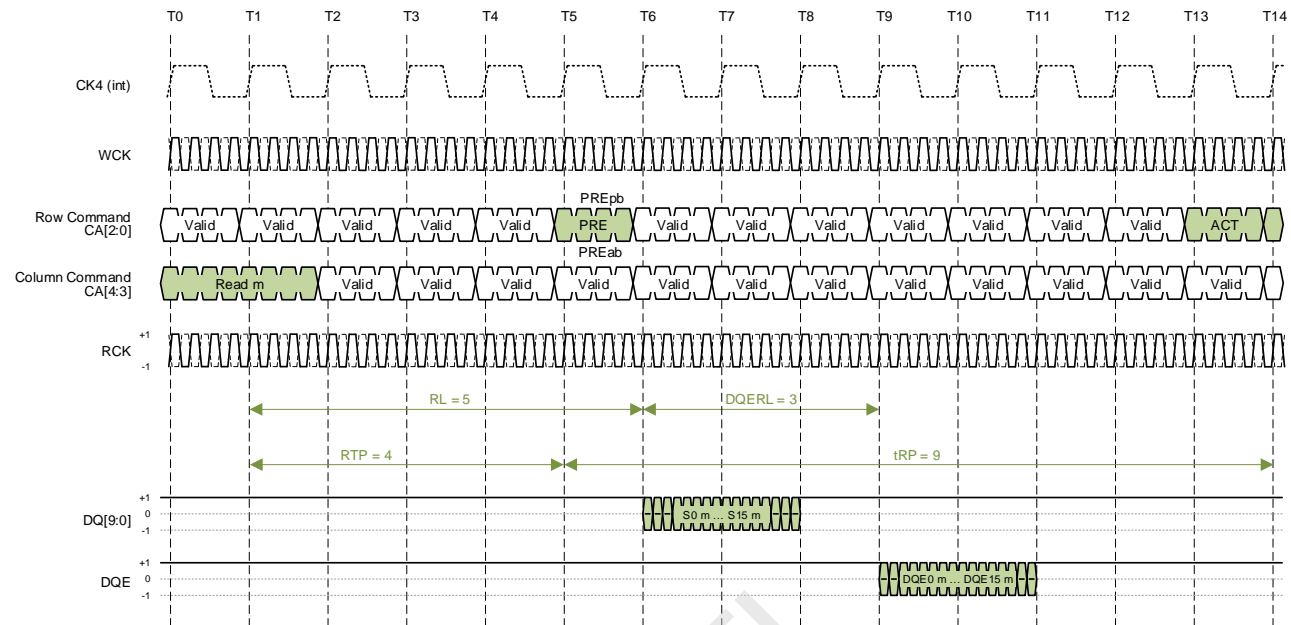 T0 T1 T2 T3 T4 T5 T6 T7 T8 T9 T10 T11 T12 T13 T14
CK4 (int)
WCK
PREpb
Row Command
CA[2:0]
Valid Valid Valid Valid Valid PRE Valid Valid Valid Valid Valid Valid Valid ACT
PREab
Column Command
CA[4:3]
Read m Valid Valid Valid Valid Valid Valid Valid Valid Valid Valid Valid Valid
RCK
+1
-1
RL = 5 DQERL = 3
RTP = 4 tRP = 9
DQ[9:0]
+1
0
-1
S0 m ... S15 m
DQE
+1
0
-1
DQE0 m ... DQE15 m